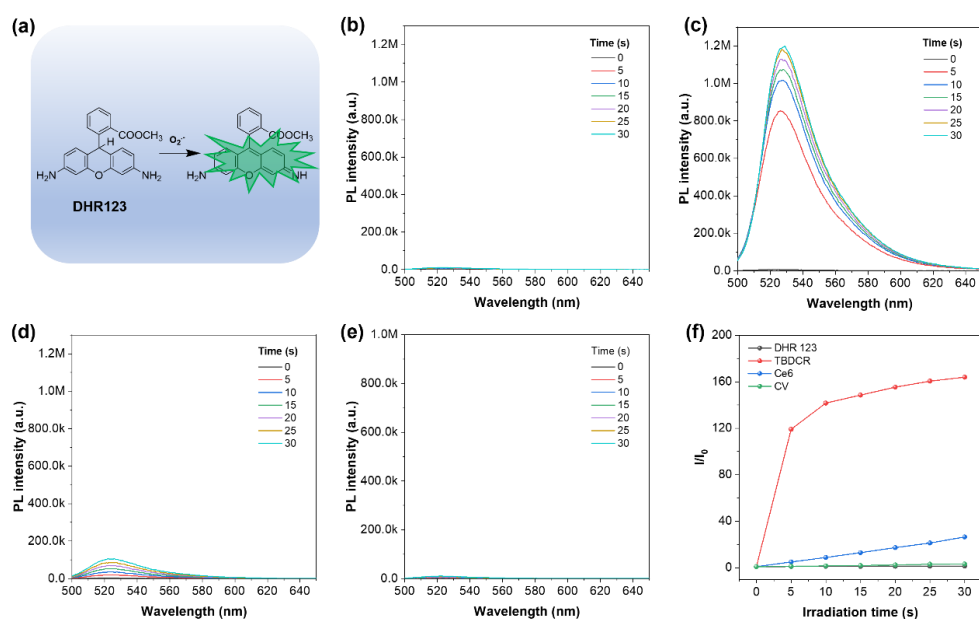 (a)
COOCH₃
H
O₂·⁻
COOCH₃
H₂N
O
NH₂
H₂N
O
NH
DHR123
(b)
1.2M
1.0M
800.0k
600.0k
400.0k
200.0k
0.0
PL intensity (a.u.)
Time (s)
0
5
10
15
20
25
30
500 520 540 560 580 600 620 640
Wavelength (nm)
(c)
1.2M
1.0M
800.0k
600.0k
400.0k
200.0k
0.0
PL intensity (a.u.)
Time (s)
0
5
10
15
20
25
30
500 520 540 560 580 600 620 640
Wavelength (nm)
(d)
1.2M
1.0M
800.0k
600.0k
400.0k
200.0k
0.0
PL intensity (a.u.)
Time (s)
0
5
10
15
20
25
30
500 520 540 560 580 600 620 640
Wavelength (nm)
(e)
1.0M
800.0k
600.0k
400.0k
200.0k
0.0
PL intensity (a.u.)
Time (s)
0
5
10
15
20
25
30
500 520 540 560 580 600 620 640
Wavelength (nm)
(f)
200
160
120
80
40
0
I/I₀
DHR 123
TBDCR
Ce6
CV
0 5 10 15 20 25 30
Irradiation time (s)